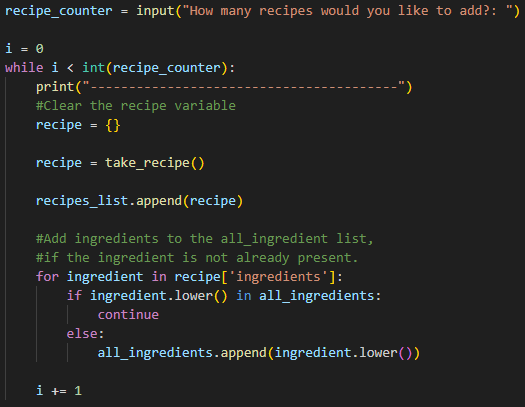 recipe_counter = input("How many recipes would you like to add?: ")
i = 0
while i < int(recipe_counter):
    print("----------------------------------------")
    #Clear the recipe variable
    recipe = {}
    recipe = take_recipe()
    recipes_list.append(recipe)
    #Add ingredients to the all_ingredient list,
    #if the ingredient is not already present.
    for ingredient in recipe['ingredients']:
        if ingredient.lower() in all_ingredients:
            continue
        else:
            all_ingredients.append(ingredient.lower())
    i += 1